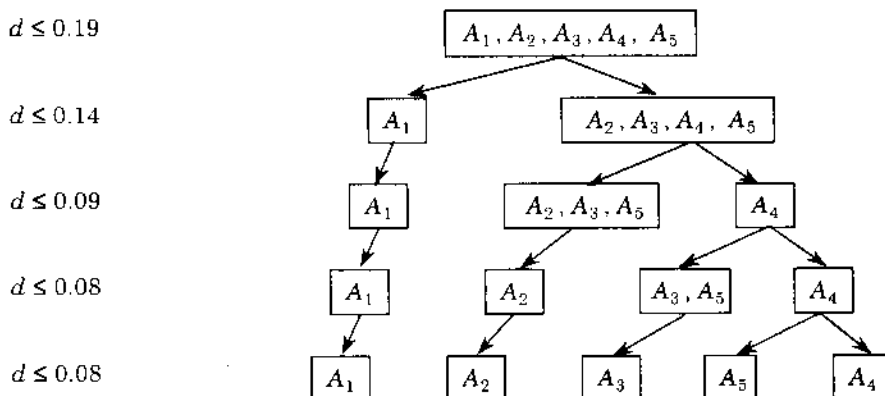 d ≤ 0.19 A₁, A₂, A₃, A₄, A₅
d ≤ 0.14 A₁ A₂, A₃, A₄, A₅
d ≤ 0.09 A₁ A₂, A₃, A₅ A₄
d ≤ 0.08 A₁ A₂ A₃, A₅ A₄
d ≤ 0.08 A₁ A₂ A₃ A₅ A₄